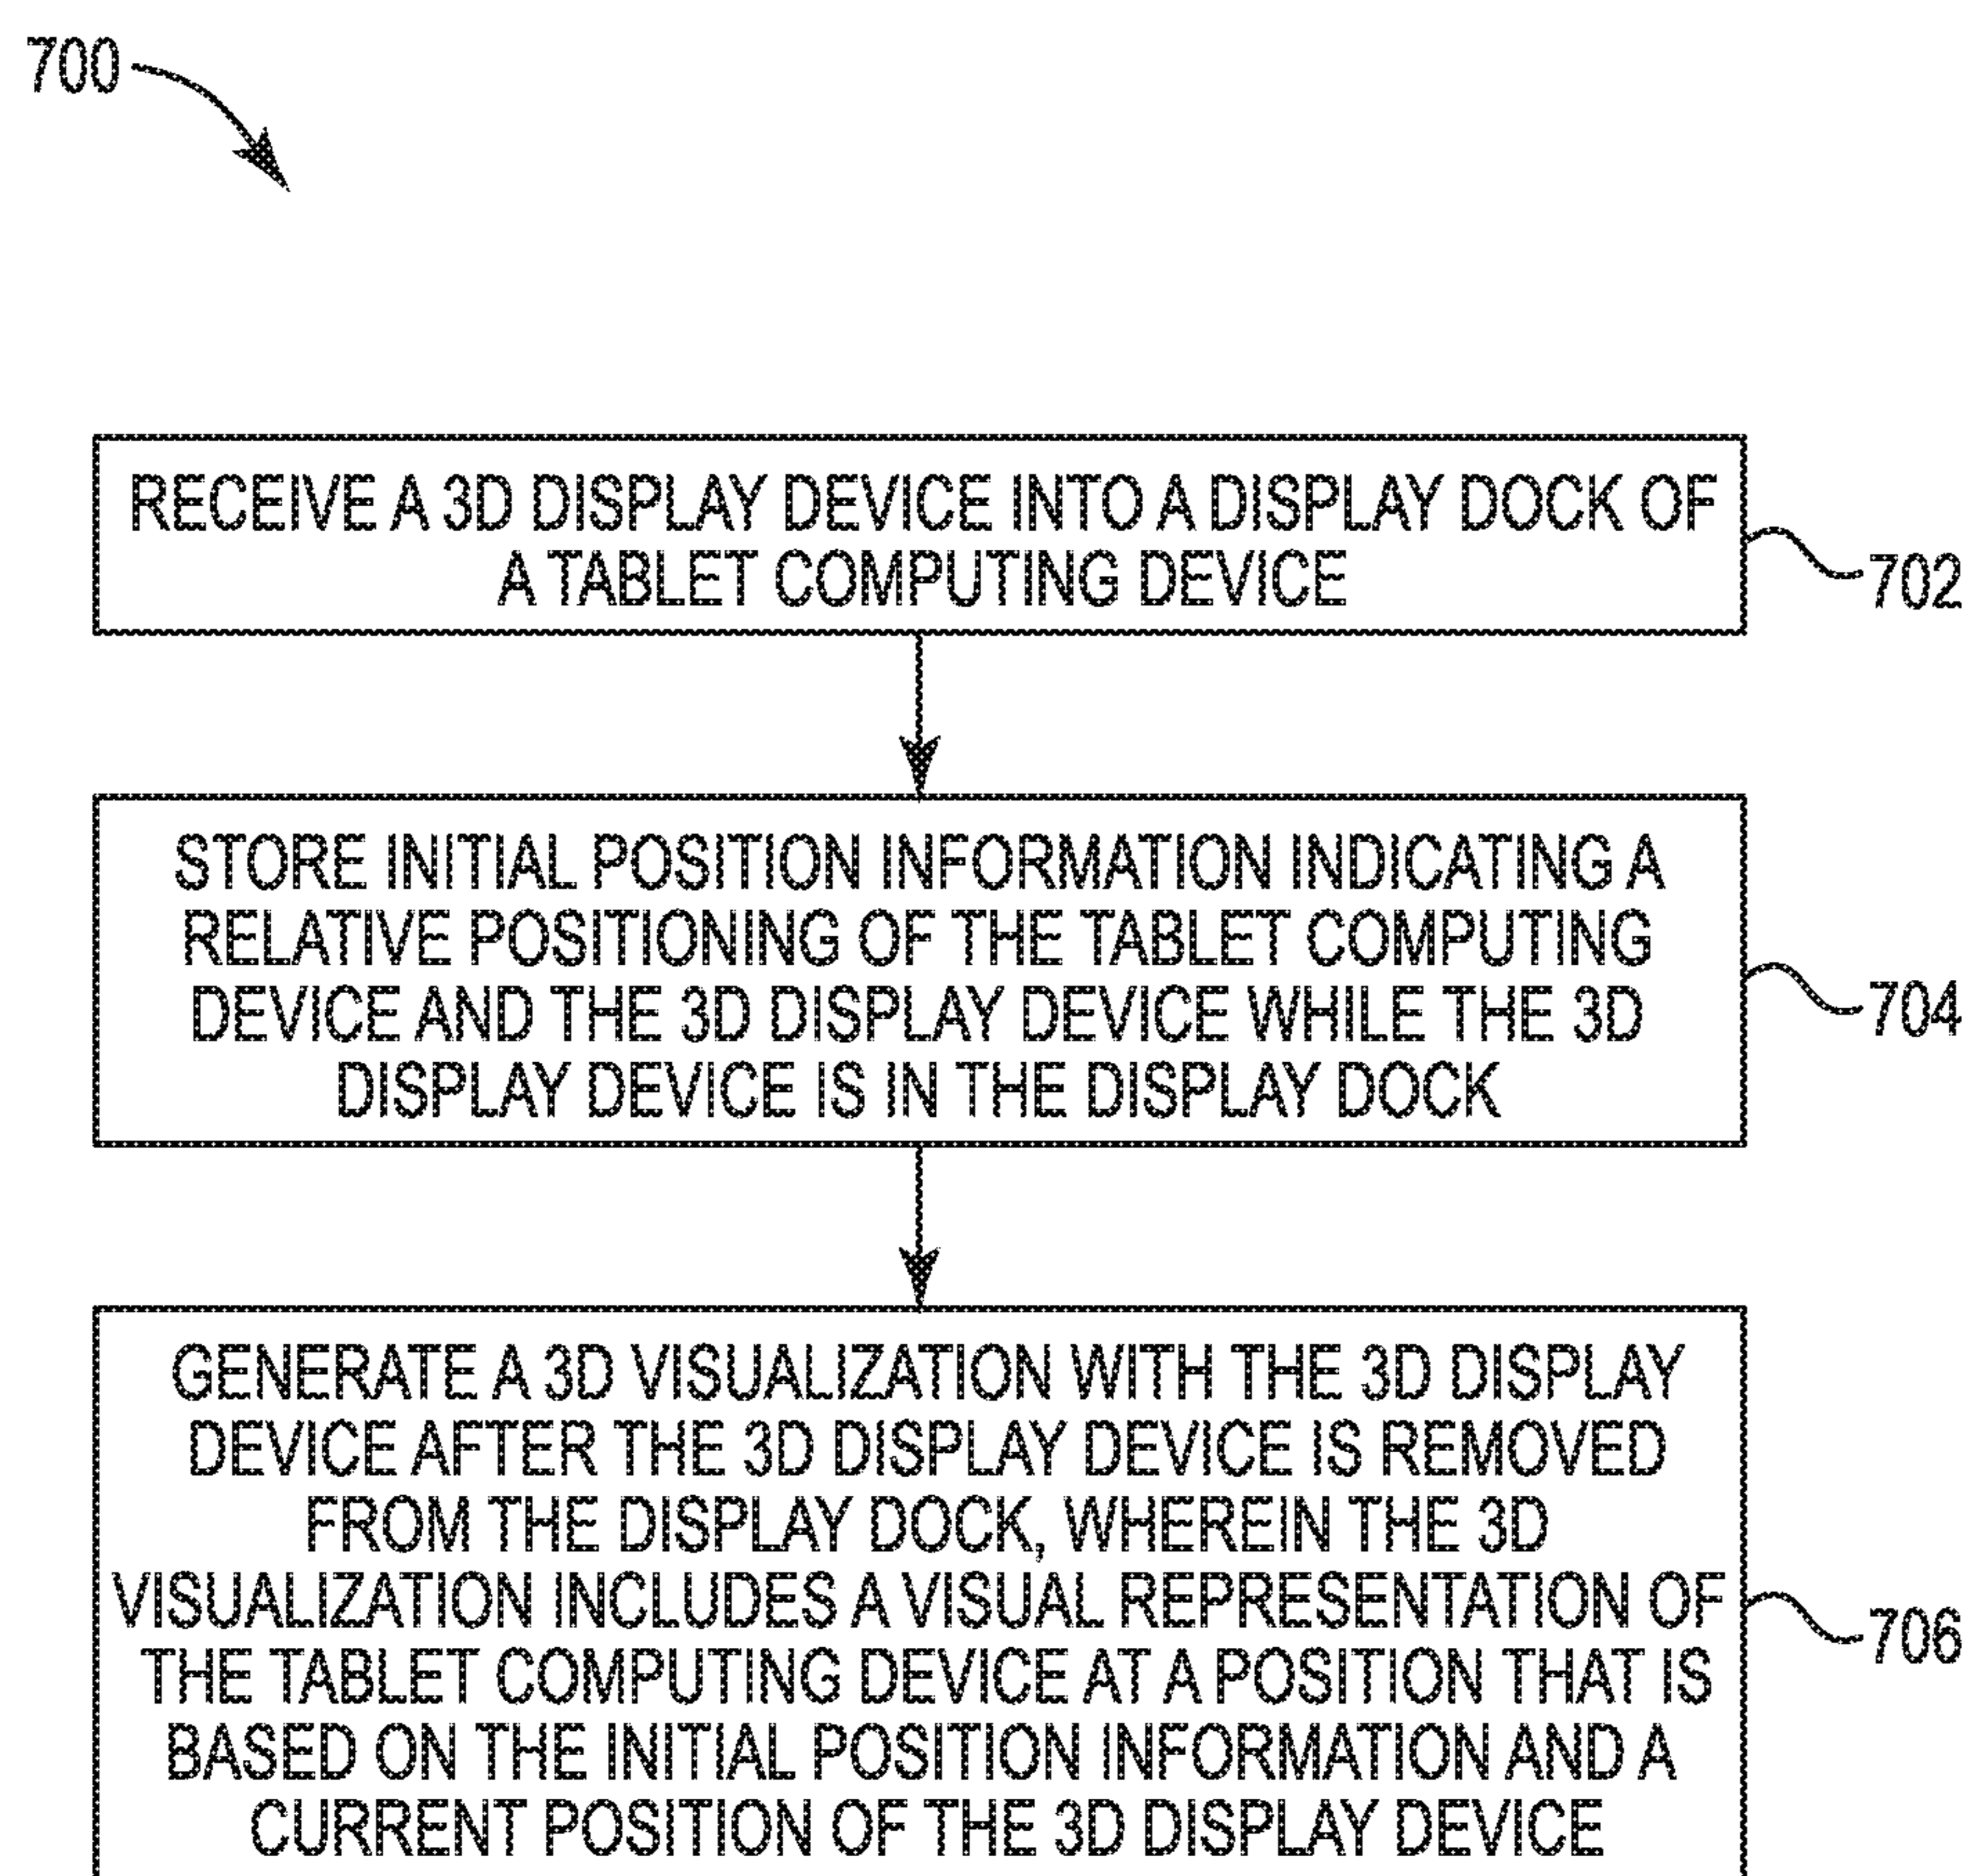 700
RECEIVE A 3D DISPLAY DEVICE INTO A DISPLAY DOCK OF
A TABLET COMPUTING DEVICE
702
STORE INITIAL POSITION INFORMATION INDICATING A
RELATIVE POSITIONING OF THE TABLET COMPUTING
DEVICE AND THE 3D DISPLAY DEVICE WHILE THE 3D
DISPLAY DEVICE IS IN THE DISPLAY DOCK
704
GENERATE A 3D VISUALIZATION WITH THE 3D DISPLAY
DEVICE AFTER THE 3D DISPLAY DEVICE IS REMOVED
FROM THE DISPLAY DOCK, WHEREIN THE 3D
VISUALIZATION INCLUDES A VISUAL REPRESENTATION OF
THE TABLET COMPUTING DEVICE AT A POSITION THAT IS
BASED ON THE INITIAL POSITION INFORMATION AND A
CURRENT POSITION OF THE 3D DISPLAY DEVICE
706